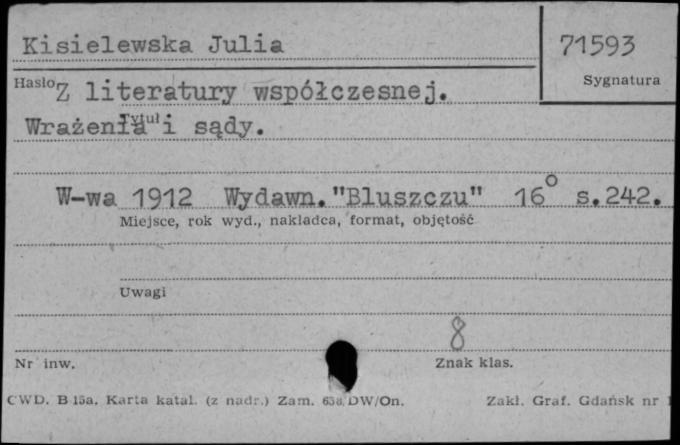 Kisielewska Julia
71593
Hasło
Sygnatura
Z literatury współczesnej.
Tytuł
Wrażenia i sądy.
W-wa 1912 Wydawn. "Bluszczu" 16° s. 242.
Miejsce, rok wyd., nakładca, format, objętość
Uwagi
8
Nr inw.
Znak klas.
CWD. B 15a. Karta katal. (z nadr.) Zam. DW/On.
Zakł. Graf. Gdańsk nr